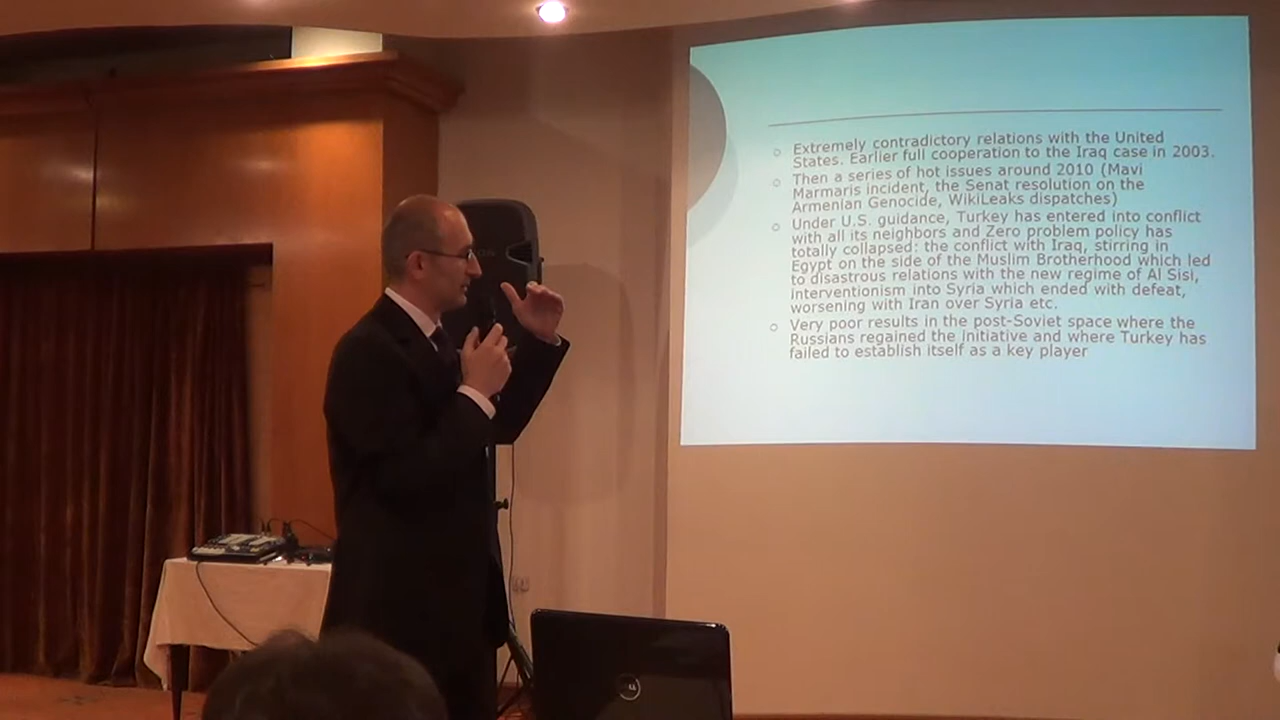 Extremely contradictory relations with the United
States. Earlier full cooperation to the Iraq case in 2003.
Then a series of hot issues around 2010 (Mavi
Marmaris incident, the Senat resolution on the
Armenian Genocide, WikiLeaks dispatches)
Under U.S. guidance, Turkey has entered into conflict
with all its neighbors and Zero problem policy has
totally collapsed: the conflict with Iraq, stirring in
Egypt on the side of the Muslim Brotherhood which led
to disastrous relations with the new regime of Al Sisi,
interventionism into Syria which ended with defeat,
worsening with Iran over Syria etc.
Very poor results in the post-Soviet space where the
Russians regained the initiative and where Turkey has
failed to establish itself as a key player
DELL